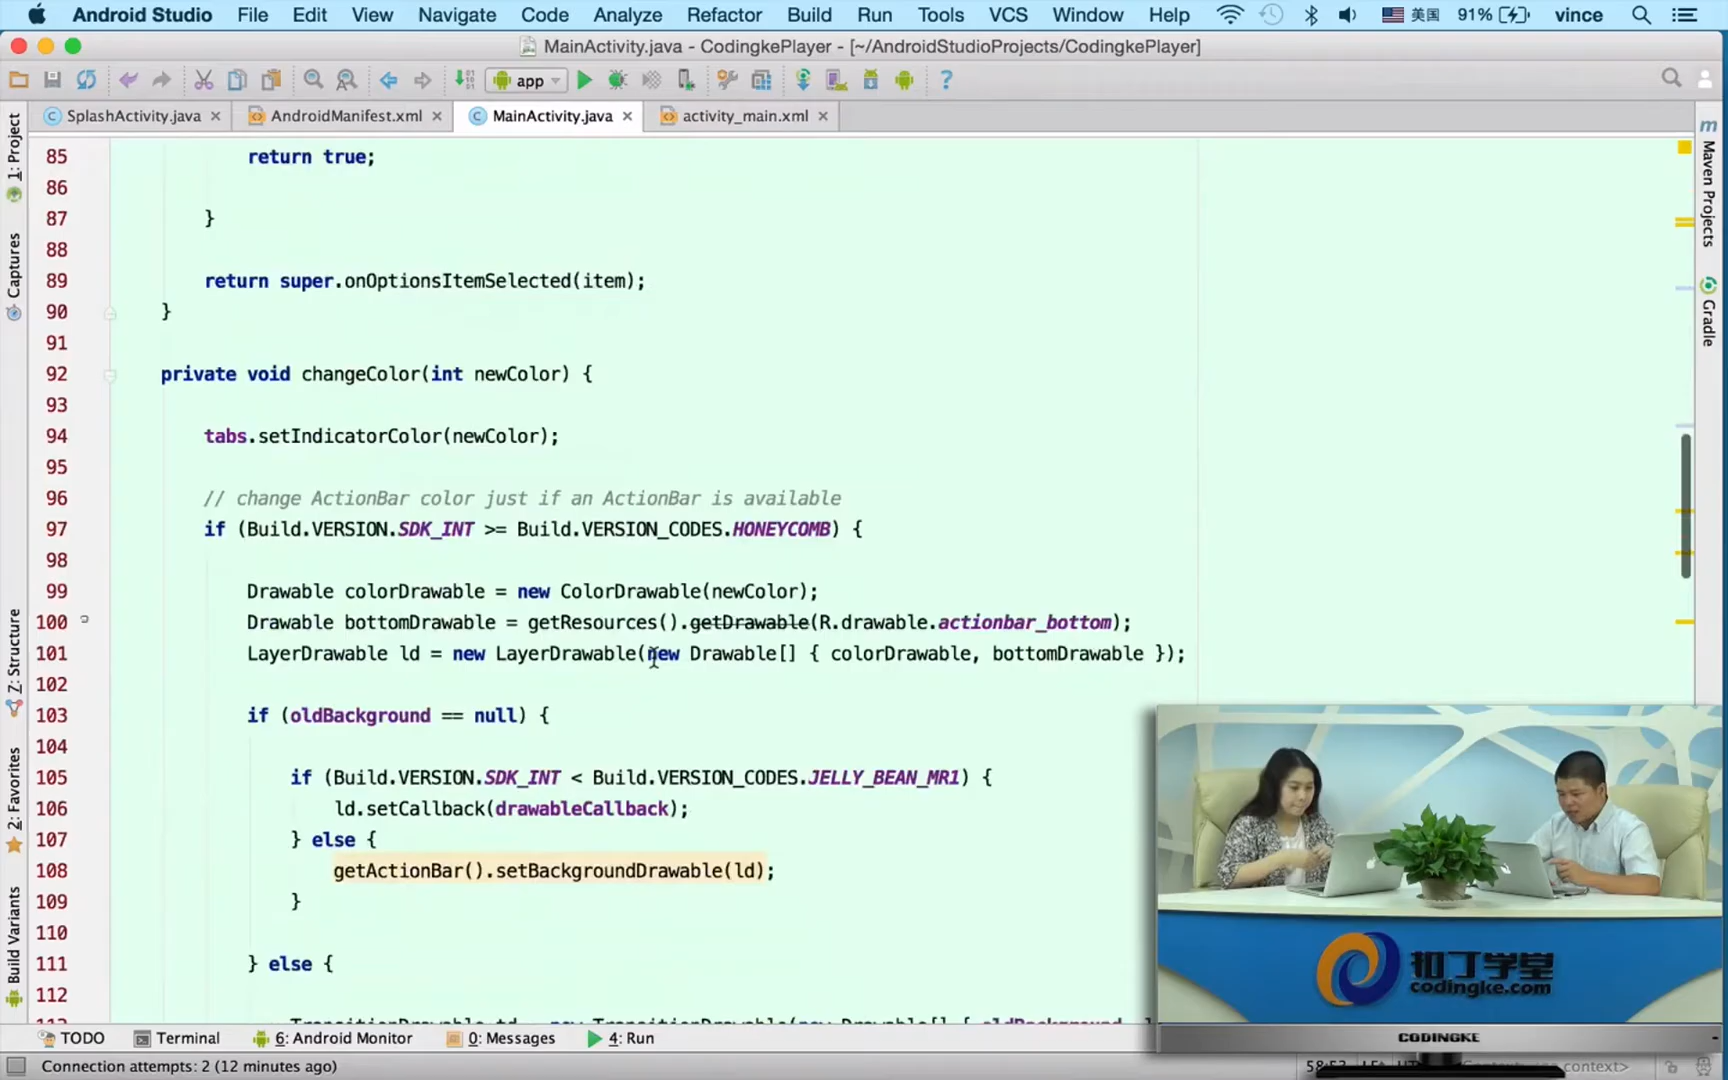 Android Studio File Edit View Navigate Code Analyze Refactor Build Run Tools VCS Window Help 美国 91% vince
MainActivity.java - CodingkePlayer - [~/AndroidStudioProjects/CodingkePlayer]
app
SplashActivity.java AndroidManifest.xml MainActivity.java activity_main.xml
1: Project
Captures
Z: Structure
2: Favorites
Build Variants
Maven Projects
Gradle
85 return true;
86
87 }
88
89 return super.onOptionsItemSelected(item);
90 }
91
92 private void changeColor(int newColor) {
93
94 tabs.setIndicatorColor(newColor);
95
96 // change ActionBar color just if an ActionBar is available
97 if (Build.VERSION.SDK_INT >= Build.VERSION_CODES.HONEYCOMB) {
98
99 Drawable colorDrawable = new ColorDrawable(newColor);
100 Drawable bottomDrawable = getResources().getDrawable(R.drawable.actionbar_bottom);
101 LayerDrawable ld = new LayerDrawable(new Drawable[] { colorDrawable, bottomDrawable });
102
103 if (oldBackground == null) {
104
105 if (Build.VERSION.SDK_INT < Build.VERSION_CODES.JELLY_BEAN_MR1) {
106 ld.setCallback(drawableCallback);
107 } else {
108 getActionBar().setBackgroundDrawable(ld);
109 }
110
111 } else {
112
扣丁学堂
codingke.com
CODINGKE
TODO Terminal 6: Android Monitor 0: Messages 4: Run
Connection attempts: 2 (12 minutes ago)